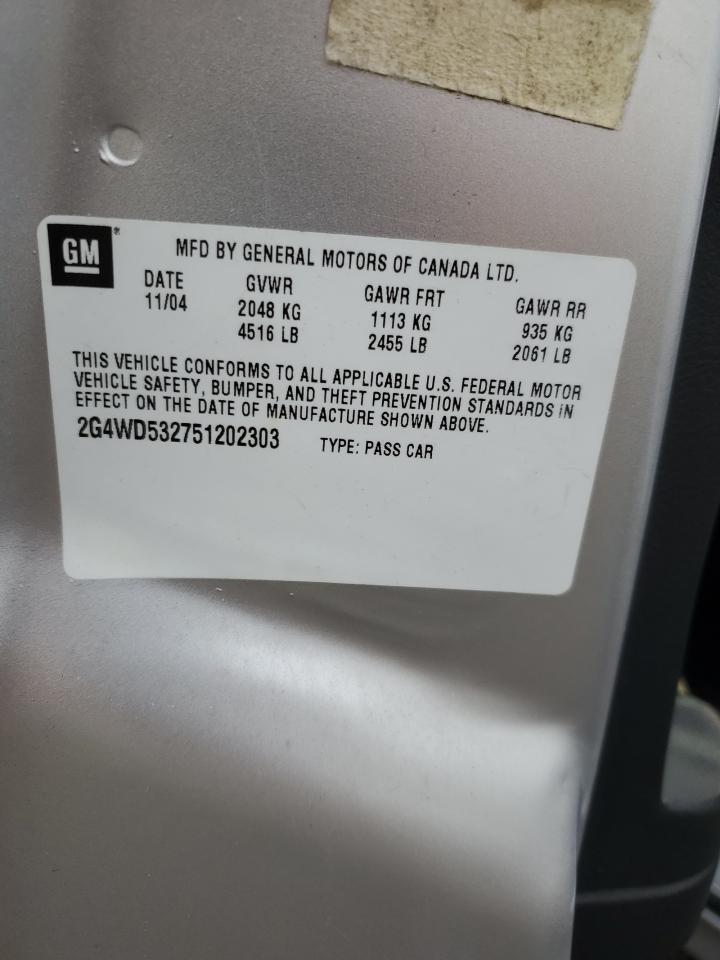 GM®
MFD BY GENERAL MOTORS OF CANADA LTD.
DATE GVWR GAWR FRT GAWR RR
11/04 2048 KG 1113 KG 935 KG
4516 LB 2455 LB 2061 LB
THIS VEHICLE CONFORMS TO ALL APPLICABLE U.S. FEDERAL MOTOR
VEHICLE SAFETY, BUMPER, AND THEFT PREVENTION STANDARDS IN
EFFECT ON THE DATE OF MANUFACTURE SHOWN ABOVE.
2G4WD532751202303 TYPE: PASS CAR